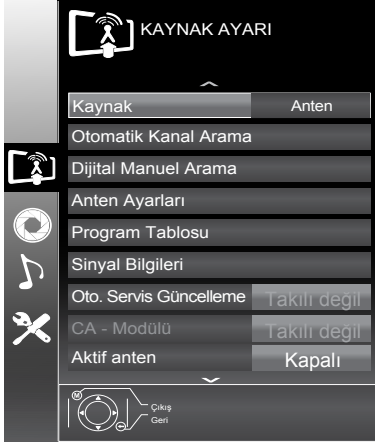 KAYNAK AYARI
Kaynak Anten
Otomatik Kanal Arama
Dijital Manuel Arama
Anten Ayarları
Program Tablosu
Sinyal Bilgileri
Oto. Servis Güncelleme Takılı değil
CA - Modülü Takılı değil
Aktif anten Kapalı
M
Çıkış
Geri